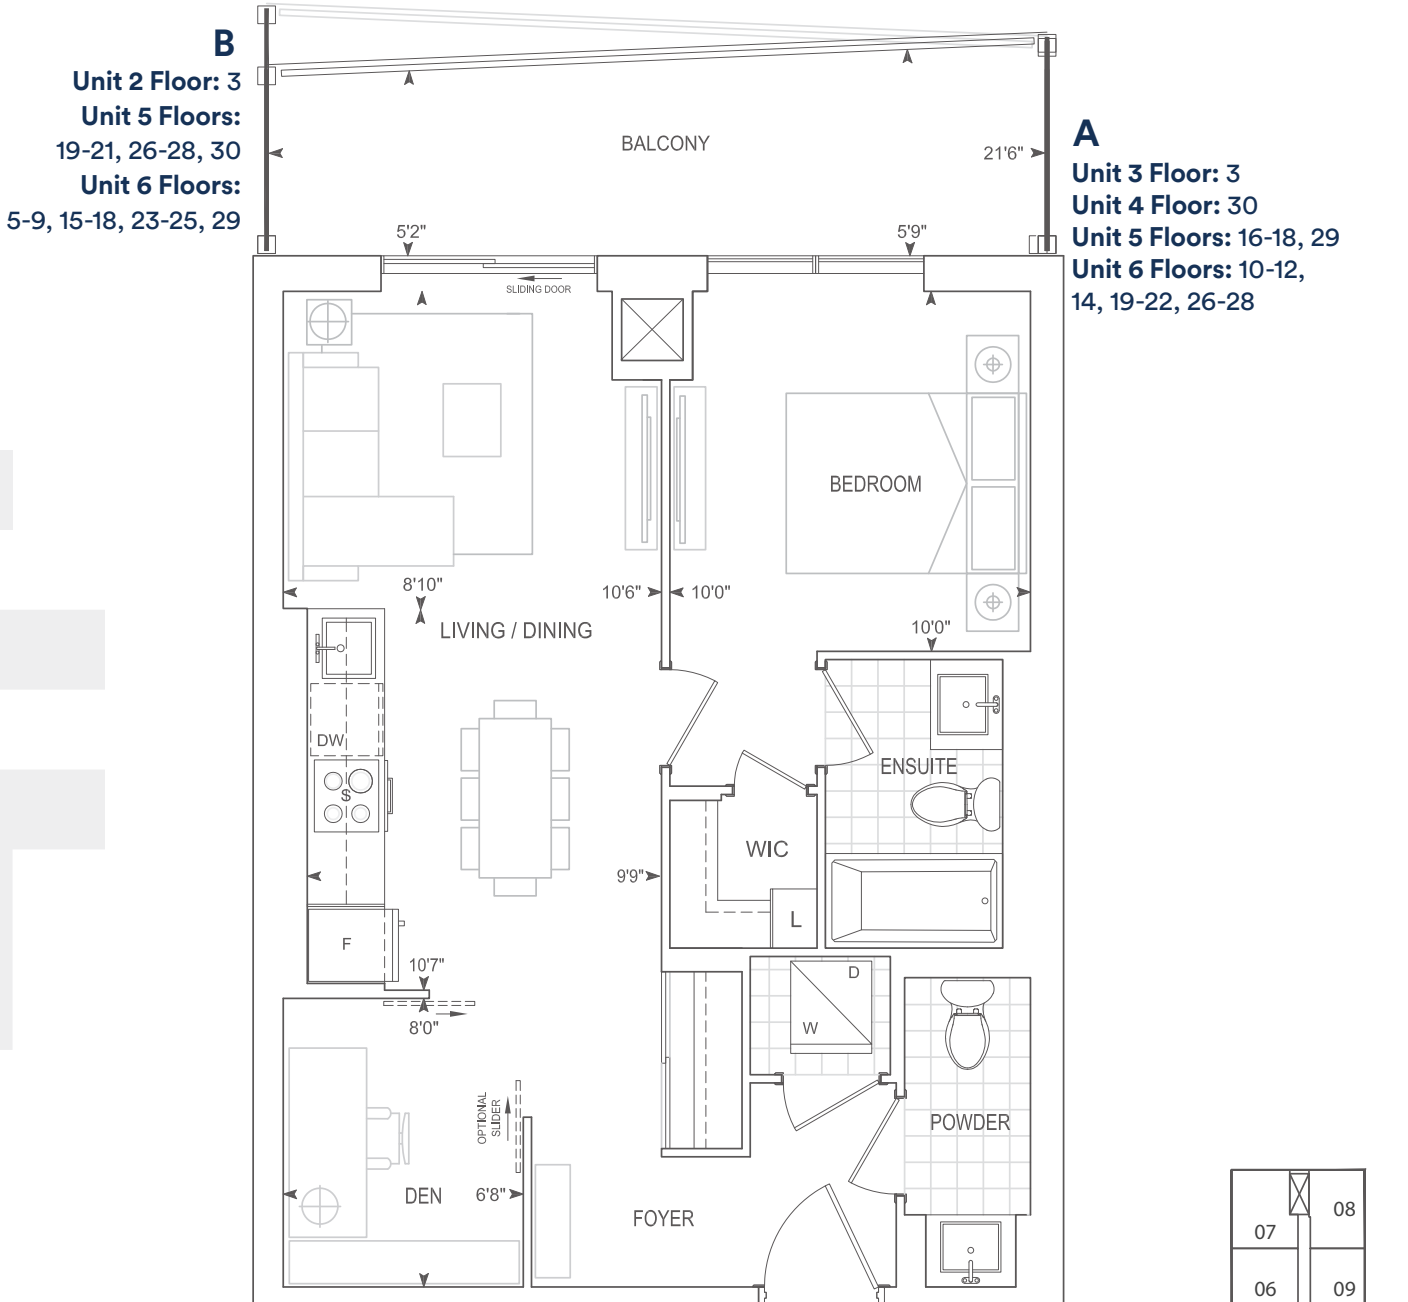 B
Unit 2 Floor: 3
Unit 5 Floors:
19-21, 26-28, 30
Unit 6 Floors:
5-9, 15-18, 23-25, 29
A
Unit 3 Floor: 3
Unit 4 Floor: 30
Unit 5 Floors: 16-18, 29
Unit 6 Floors: 10-12,
14, 19-22, 26-28
BALCONY
21'6"
5'2"
5'9"
SLIDING DOOR
BEDROOM
8'10"
10'6"
10'0"
LIVING / DINING
10'0"
DW
S
ENSUITE
WIC
9'9"
L
F
10'7"
D
W
8'0"
OPTIONAL
SLIDER
POWDER
DEN
6'8"
FOYER
07
08
06
09